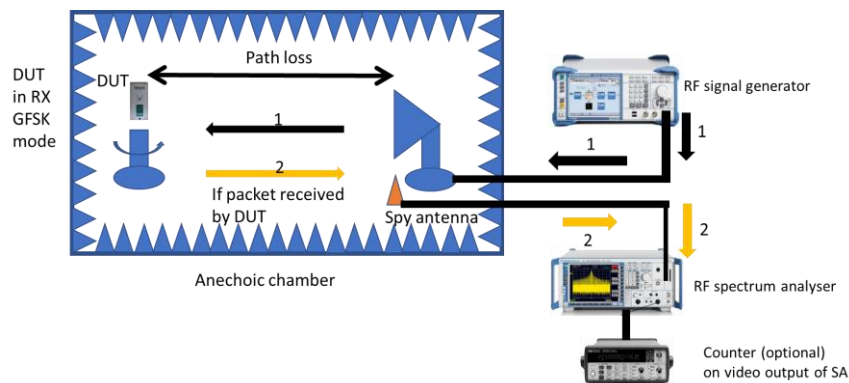 Path loss
DUT
in RX
GFSK
mode
DUT
RF signal generator
1
1
1
2
If packet received
by DUT
Spy antenna
2
2
Anechoic chamber
RF spectrum analyser
Counter (optional)
on video output of SA